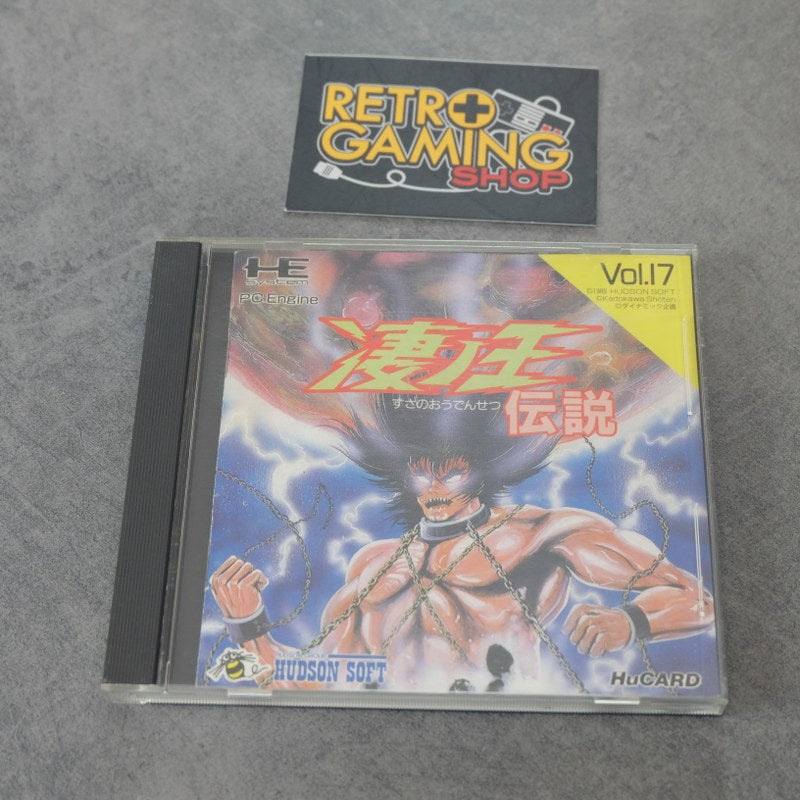 RETRO
GAMING
SHOP
HE
system
PC Engine
Vol.17
HUDSON SOFT
©Kadokawa Shoten
©ダイナミック企画
凄ノ王
すさのおうでんせつ
伝説
HUDSON SOFT
HuCARD